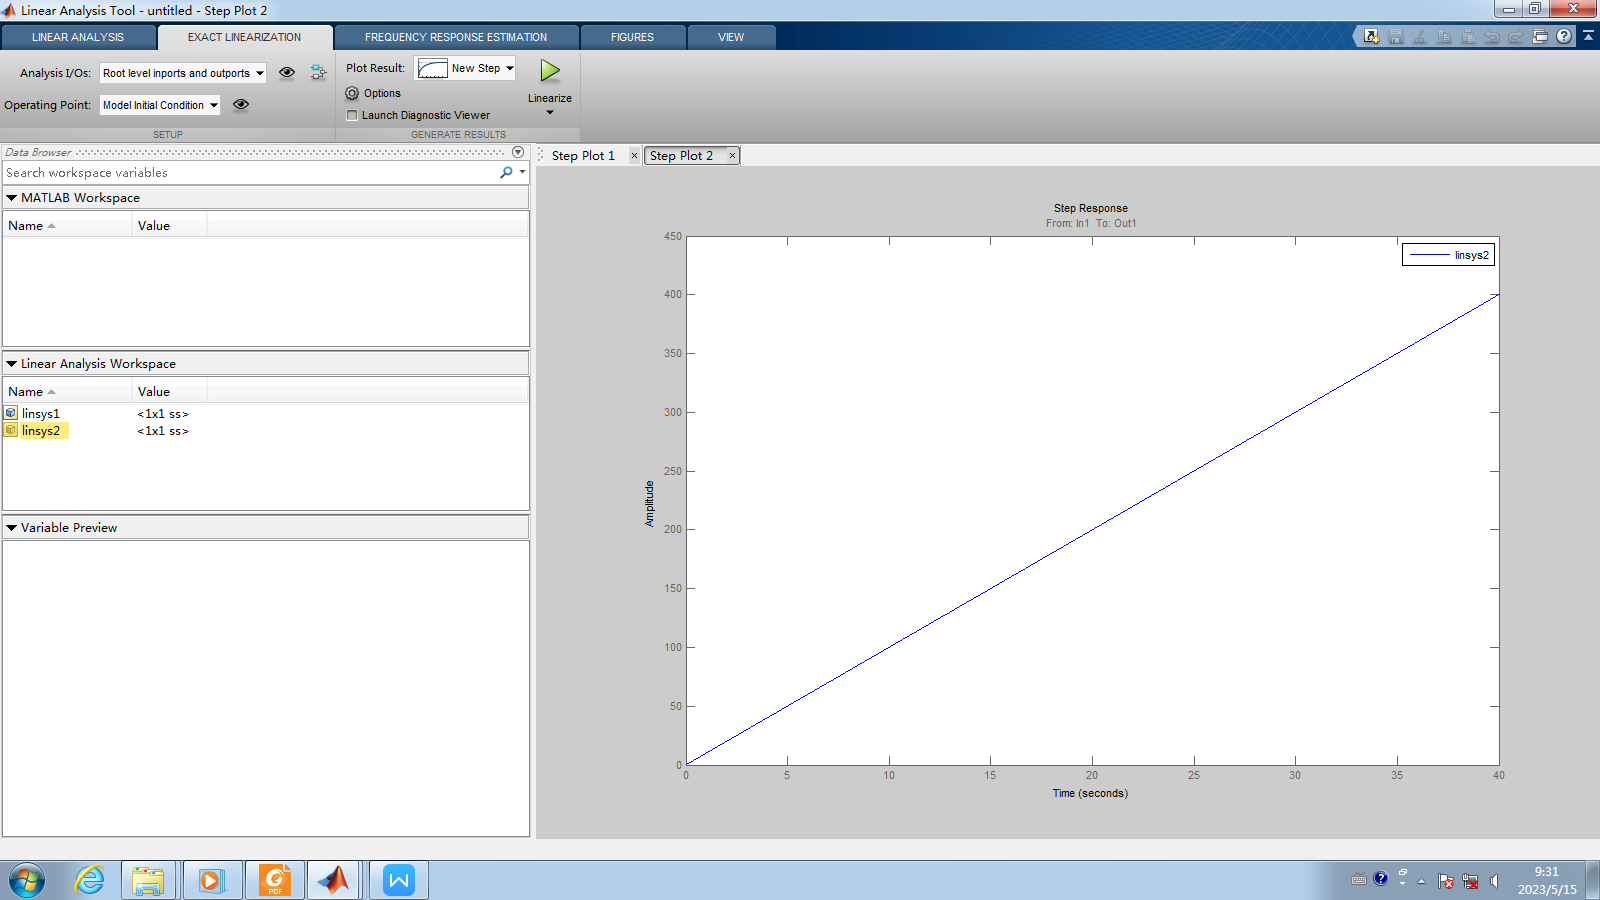 Linear Analysis Tool - untitled - Step Plot 2
LINEAR ANALYSIS
EXACT LINEARIZATION
FREQUENCY RESPONSE ESTIMATION
FIGURES
VIEW
Analysis I/Os:
Root level inports and outports
Operating Point:
Model Initial Condition
SETUP
Plot Result:
New Step
Options
Launch Diagnostic Viewer
Linearize
GENERATE RESULTS
Data Browser
Search workspace variables
MATLAB Workspace
Name
Value
Linear Analysis Workspace
Name
Value
linsys1
<1x1 ss>
linsys2
<1x1 ss>
Variable Preview
Step Plot 1
Step Plot 2
Step Response
From: In1 To: Out1
linsys2
450
400
350
300
250
200
150
100
50
0
Amplitude
0
5
10
15
20
25
30
35
40
Time (seconds)
PDF
W
9:31
2023/5/15